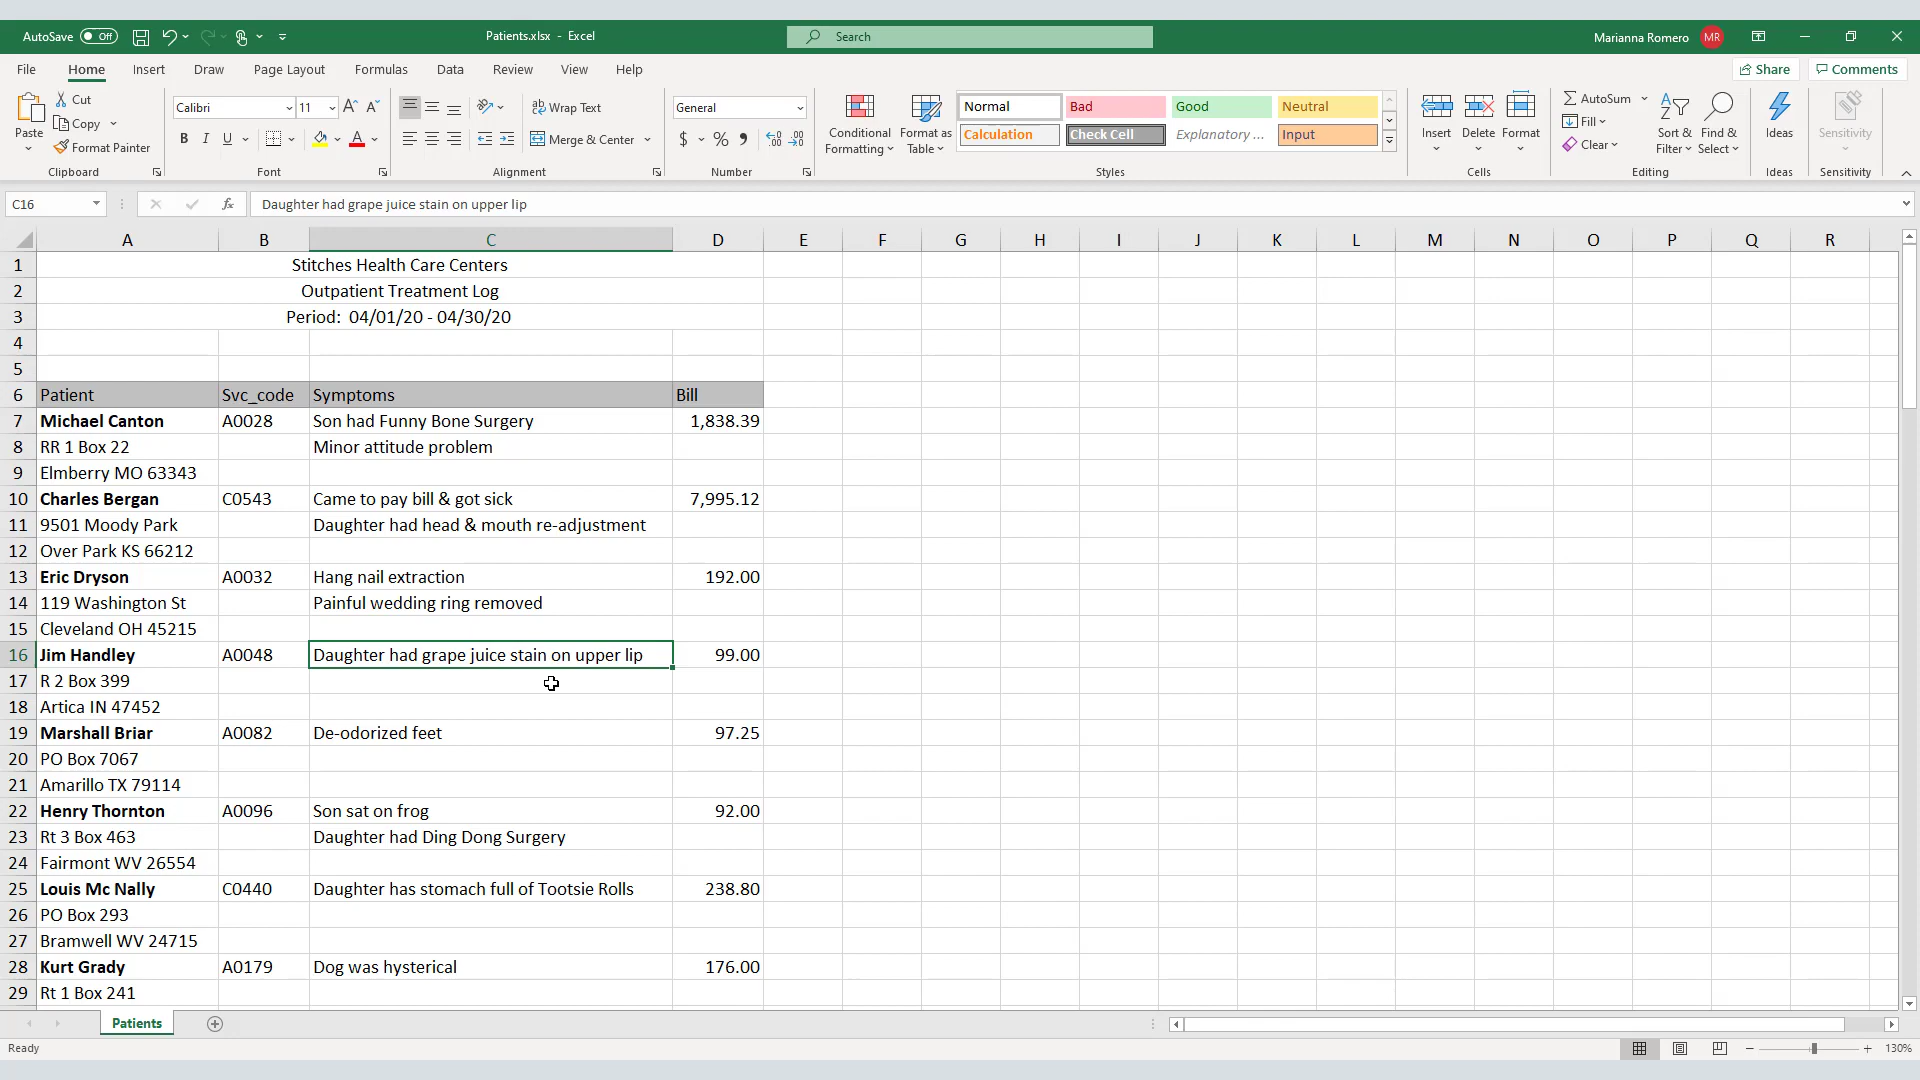 AutoSave Off Patients.xlsx - Excel Search Marianna Romero MR
File Home Insert Draw Page Layout Formulas Data Review View Help Share Comments
Paste Cut Copy Format Painter Clipboard
Calibri 11 A A B I U A Font
Wrap Text Merge & Center Alignment
General $ % Number
Conditional Formatting Format as Table Normal Bad Good Neutral Calculation Check Cell Explanatory ... Input Styles
Insert Delete Format Cells
AutoSum Fill Clear Sort & Filter Find & Select Editing
Ideas Ideas
Sensitivity Sensitivity
C16 fx Daughter had grape juice stain on upper lip
A B C D E F G H I J K L M N O P Q R
1 Stitches Health Care Centers
2 Outpatient Treatment Log
3 Period: 04/01/20 - 04/30/20
4
5
6 Patient Svc_code Symptoms Bill
7 Michael Canton A0028 Son had Funny Bone Surgery 1,838.39
8 RR 1 Box 22 Minor attitude problem
9 Elmberry MO 63343
10 Charles Bergan C0543 Came to pay bill & got sick 7,995.12
11 9501 Moody Park Daughter had head & mouth re-adjustment
12 Over Park KS 66212
13 Eric Dryson A0032 Hang nail extraction 192.00
14 119 Washington St Painful wedding ring removed
15 Cleveland OH 45215
16 Jim Handley A0048 Daughter had grape juice stain on upper lip 99.00
17 R 2 Box 399
18 Artica IN 47452
19 Marshall Briar A0082 De-odorized feet 97.25
20 PO Box 7067
21 Amarillo TX 79114
22 Henry Thornton A0096 Son sat on frog 92.00
23 Rt 3 Box 463 Daughter had Ding Dong Surgery
24 Fairmont WV 26554
25 Louis Mc Nally C0440 Daughter has stomach full of Tootsie Rolls 238.80
26 PO Box 293
27 Bramwell WV 24715
28 Kurt Grady A0179 Dog was hysterical 176.00
29 Rt 1 Box 241
Patients
Ready 130%